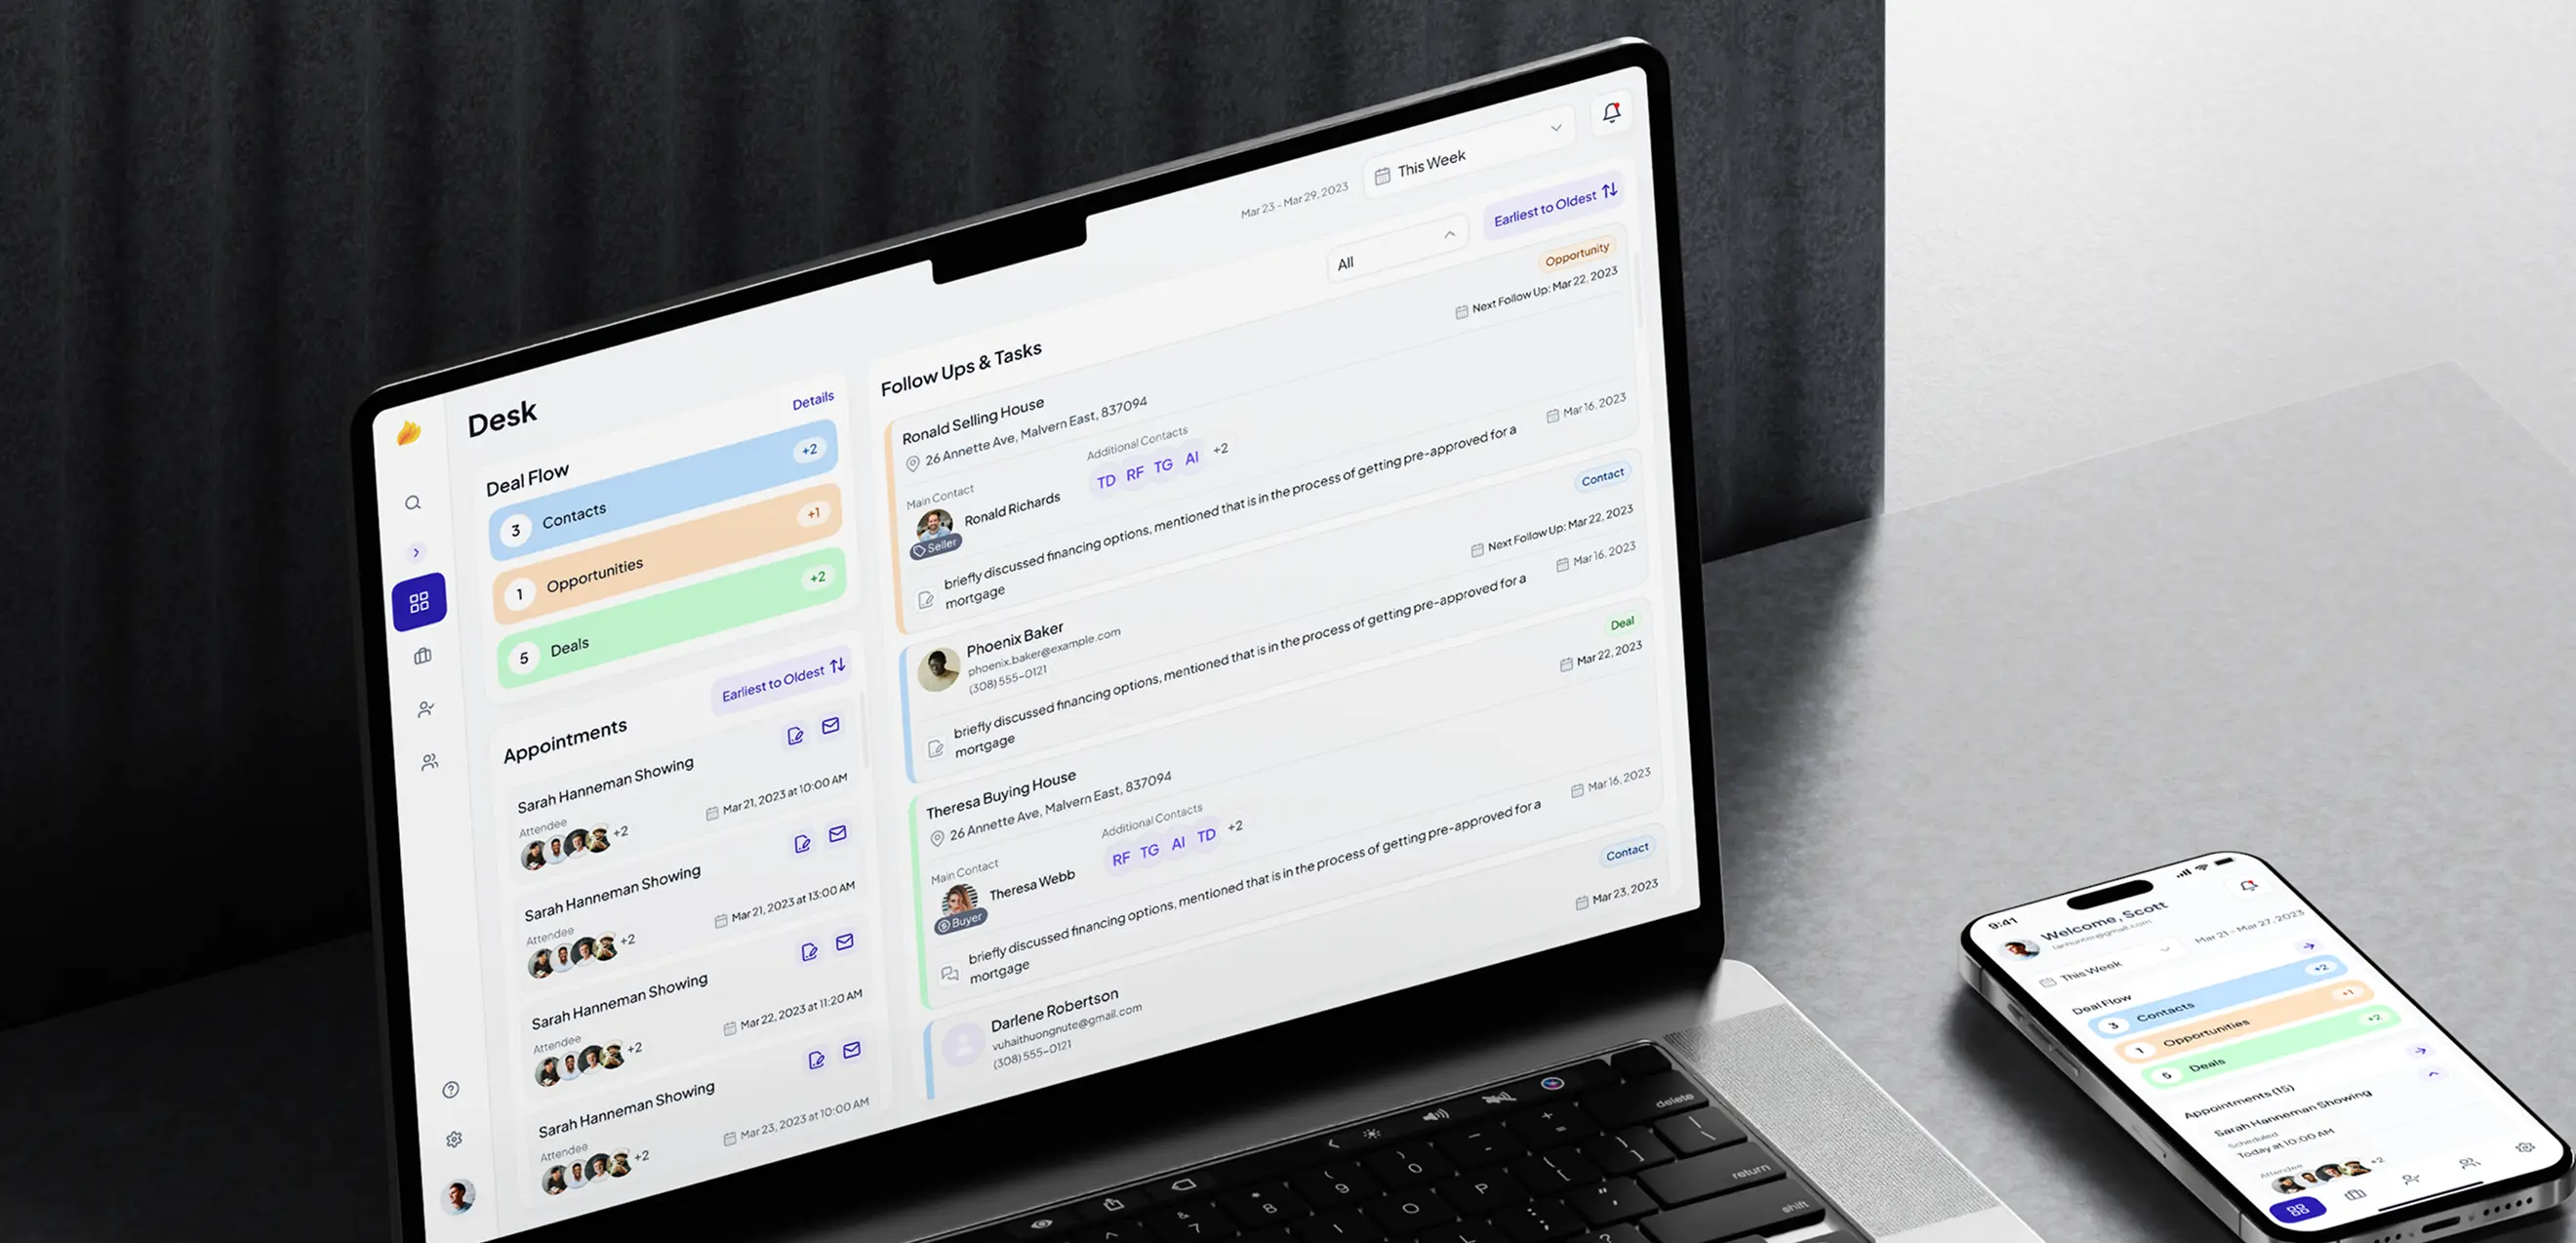 Desk
Deal Flow
Details
3 Contacts +2
1 Opportunities +1
5 Deals +2
Appointments
Earliest to Oldest
Sarah Hanneman Showing
Attendee
+2
Mar 21, 2023 at 10:00 AM
Sarah Hanneman Showing
Attendee
+2
Mar 21, 2023 at 13:00 AM
Sarah Hanneman Showing
Attendee
+2
Mar 22, 2023 at 11:20 AM
Sarah Hanneman Showing
Attendee
+2
Mar 23, 2023 at 10:00 AM
Mar 23 - Mar 29, 2023
This Week
Follow Ups & Tasks
All
Earliest to Oldest
Ronald Selling House
Opportunity
26 Annette Ave, Malvern East, 837094
Next Follow Up: Mar 22, 2023
Main Contact
Ronald Richards
Seller
Additional Contacts
TD RF TG AI +2
briefly discussed financing options, mentioned that is in the process of getting pre-approved for a
mortgage
Mar 16, 2023
Phoenix Baker
phoenix.baker@example.com
(308) 555-0121
Contact
Next Follow Up: Mar 22, 2023
briefly discussed financing options, mentioned that is in the process of getting pre-approved for a
mortgage
Mar 16, 2023
Theresa Buying House
Deal
26 Annette Ave, Malvern East, 837094
Mar 22, 2023
Main Contact
Theresa Webb
Buyer
Additional Contacts
RF TG AI TD +2
briefly discussed financing options, mentioned that is in the process of getting pre-approved for a
mortgage
Mar 16, 2023
Darlene Robertson
vuhaithuongnute@gmail.com
(308) 555-0121
Contact
Mar 23, 2023
delete
return
shift
9:41
Welcome, Scott
This Week
Mar 21 - Mar 27, 2023
Deal Flow
3 Contacts +2
1 Opportunities +1
5 Deals +2
Appointments (15)
Sarah Hanneman Showing
Scheduled
Today at 10:00 AM
Attendee
+2